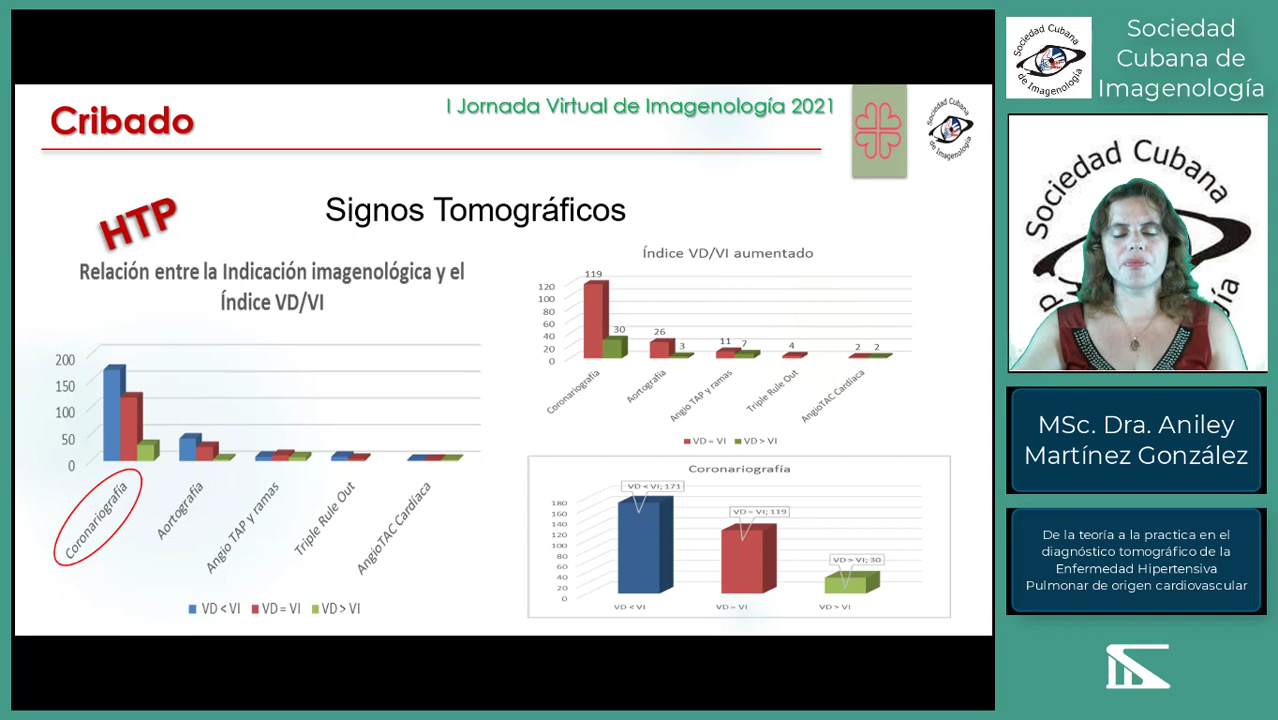 Cribado
I Jornada Virtual de Imagenología 2021
Sociedad Cubana
de Imagenología
HTP
Signos Tomográficos
Relación entre la Indicación imagenológica y el
Índice VD/VI
200
150
100
50
0
Coronariografía
Aortografía
Angio TAP y ramas
Triple Rule Out
AngioTAC Cardíaca
VD < VI
VD = VI
VD > VI
Índice VD/VI aumentado
120
100
80
60
40
20
0
119
30
26
3
11
7
4
2
2
Coronariografía
Aortografía
Angio TAP y ramas
Triple Rule Out
AngioTAC Cardíaca
VD = VI
VD > VI
Coronariografía
180
160
140
120
100
80
60
40
20
0
VD < VI; 171
VD = VI; 119
VD > VI; 30
VD < VI
VD = VI
VD > VI
Sociedad Cubana
de Imagenología
Sociedad
Cubana de
Imagenología
Sociedad Cubana
MSc. Dra. Aniley
Martínez González
De la teoría a la practica en el
diagnóstico tomográfico de la
Enfermedad Hipertensiva
Pulmonar de origen cardiovascular